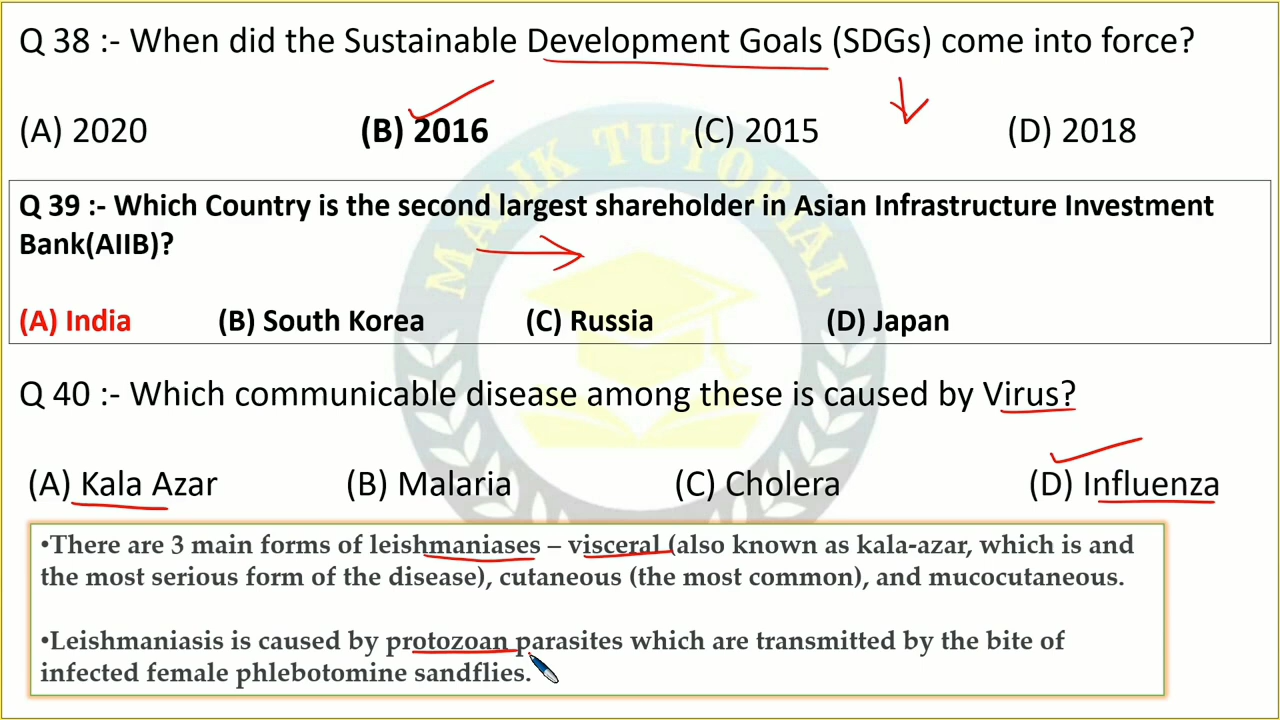 Q 38 :- When did the Sustainable Development Goals (SDGs) come into force?
(A) 2020 (B) 2016 (C) 2015 (D) 2018
Q 39 :- Which Country is the second largest shareholder in Asian Infrastructure Investment
Bank(AIIB)?
(A) India (B) South Korea (C) Russia (D) Japan
Q 40 :- Which communicable disease among these is caused by Virus?
(A) Kala Azar (B) Malaria (C) Cholera (D) Influenza
•There are 3 main forms of leishmaniases – visceral (also known as kala-azar, which is and
the most serious form of the disease), cutaneous (the most common), and mucocutaneous.
•Leishmaniasis is caused by protozoan parasites which are transmitted by the bite of
infected female phlebotomine sandflies.
MALIK TUTORIAL